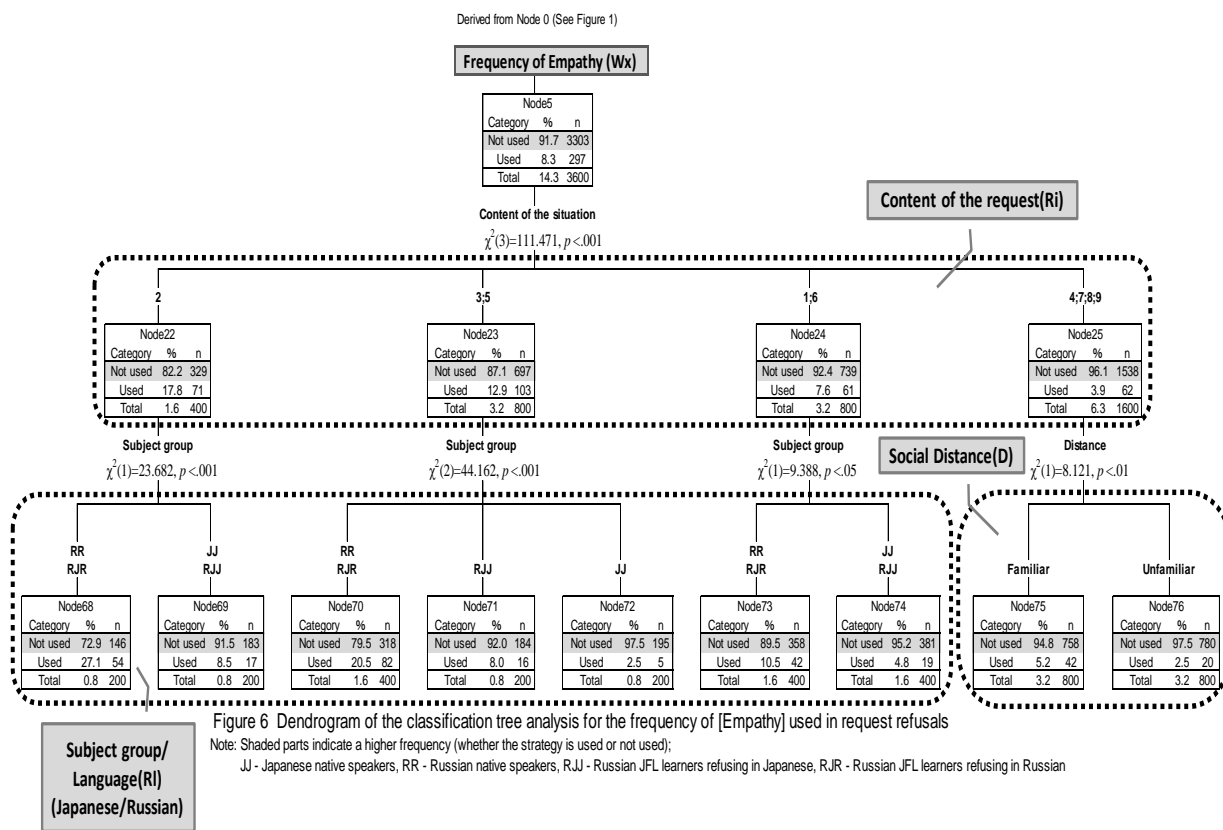 Derived from Node 0 (See Figure 1)
Frequency of Empathy (Wx)
Node5
Category % n
Not used 91.7 3303
Used 8.3 297
Total 14.3 3600
Content of the request(Ri)
Content of the situation
χ²(3)=111.471, p<.001
2 3;5 1;6 4;7;8;9
Node22 Node23 Node24 Node25
Category % n Category % n Category % n Category % n
Not used 82.2 329 Not used 87.1 697 Not used 92.4 739 Not used 96.1 1538
Used 17.8 71 Used 12.9 103 Used 7.6 61 Used 3.9 62
Total 1.6 400 Total 3.2 800 Total 3.2 800 Total 6.3 1600
Subject group Subject group Subject group Distance
Social Distance(D)
χ²(1)=23.682, p<.001 χ²(2)=44.162, p<.001 χ²(1)=9.388, p<.05 χ²(1)=8.121, p<.01
RR JJ RR RR JJ
RJR RJJ RJR RJJ JJ RJR RJJ Familiar Unfamiliar
Node68 Node69 Node70 Node71 Node72 Node73 Node74 Node75 Node76
Category % n Category % n Category % n Category % n Category % n Category % n Category % n Category % n Category % n
Not used 72.9 146 Not used 91.5 183 Not used 79.5 318 Not used 92.0 184 Not used 97.5 195 Not used 89.5 358 Not used 95.2 381 Not used 94.8 758 Not used 97.5 780
Used 27.1 54 Used 8.5 17 Used 20.5 82 Used 8.0 16 Used 2.5 5 Used 10.5 42 Used 4.8 19 Used 5.2 42 Used 2.5 20
Total 0.8 200 Total 0.8 200 Total 1.6 400 Total 0.8 200 Total 0.8 200 Total 1.6 400 Total 1.6 400 Total 3.2 800 Total 3.2 800
Figure 6 Dendrogram of the classification tree analysis for the frequency of [Empathy] used in request refusals
Note: Shaded parts indicate a higher frequency (whether the strategy is used or not used);
JJ - Japanese native speakers, RR - Russian native speakers, RJJ - Russian JFL learners refusing in Japanese, RJR - Russian JFL learners refusing in Russian
Subject group/
Language(Rl)
(Japanese/Russian)